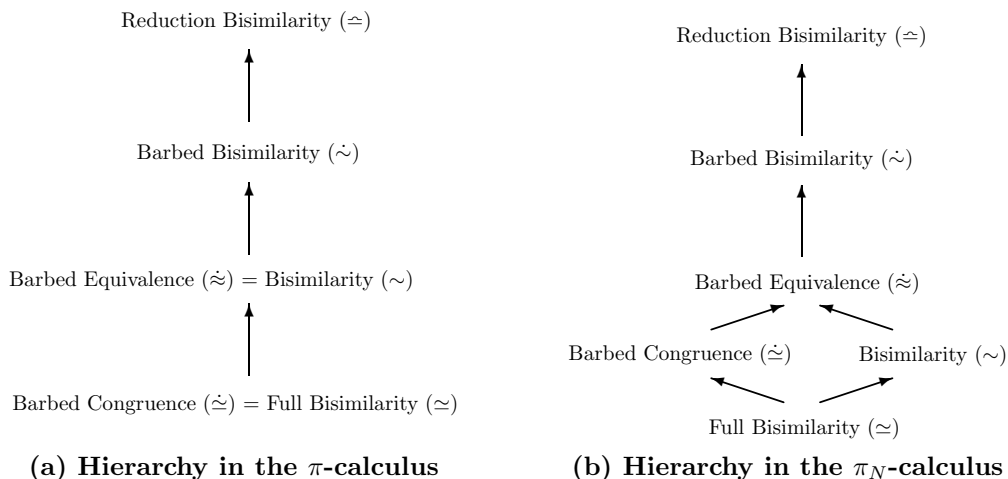 Reduction Bisimilarity (≏)
Barbed Bisimilarity (∼̇)
Barbed Equivalence (≈̇) = Bisimilarity (∼)
Barbed Congruence (≃̇) = Full Bisimilarity (≃)
(a) Hierarchy in the π-calculus
Reduction Bisimilarity (≏)
Barbed Bisimilarity (∼̇)
Barbed Equivalence (≈̇)
Barbed Congruence (≃̇) Bisimilarity (∼)
Full Bisimilarity (≃)
(b) Hierarchy in the π_N-calculus